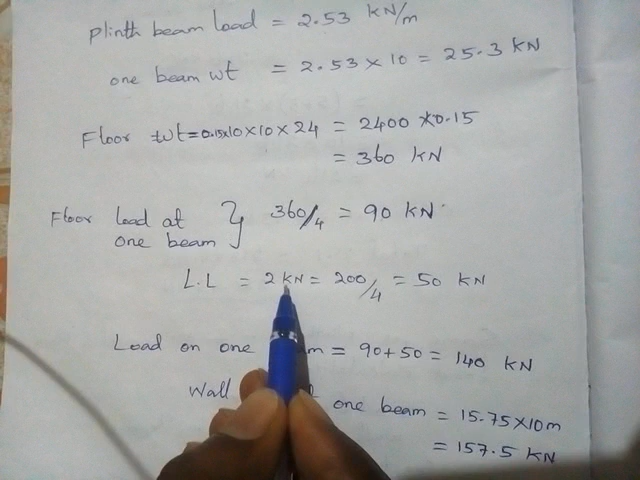 plinth beam load = 2.53 KN/m
one beam wt = 2.53 × 10 = 25.3 KN
Floor wt = 0.15x10×10×24 = 2400 × 0.15
= 360 KN
Floor load at one beam } 360/4 = 90 KN
L.L = 2 KN = 200/4 = 50 KN
Load on one = 90+50 = 140 KN
Wall one beam = 15.75×10m
= 157.5 KN